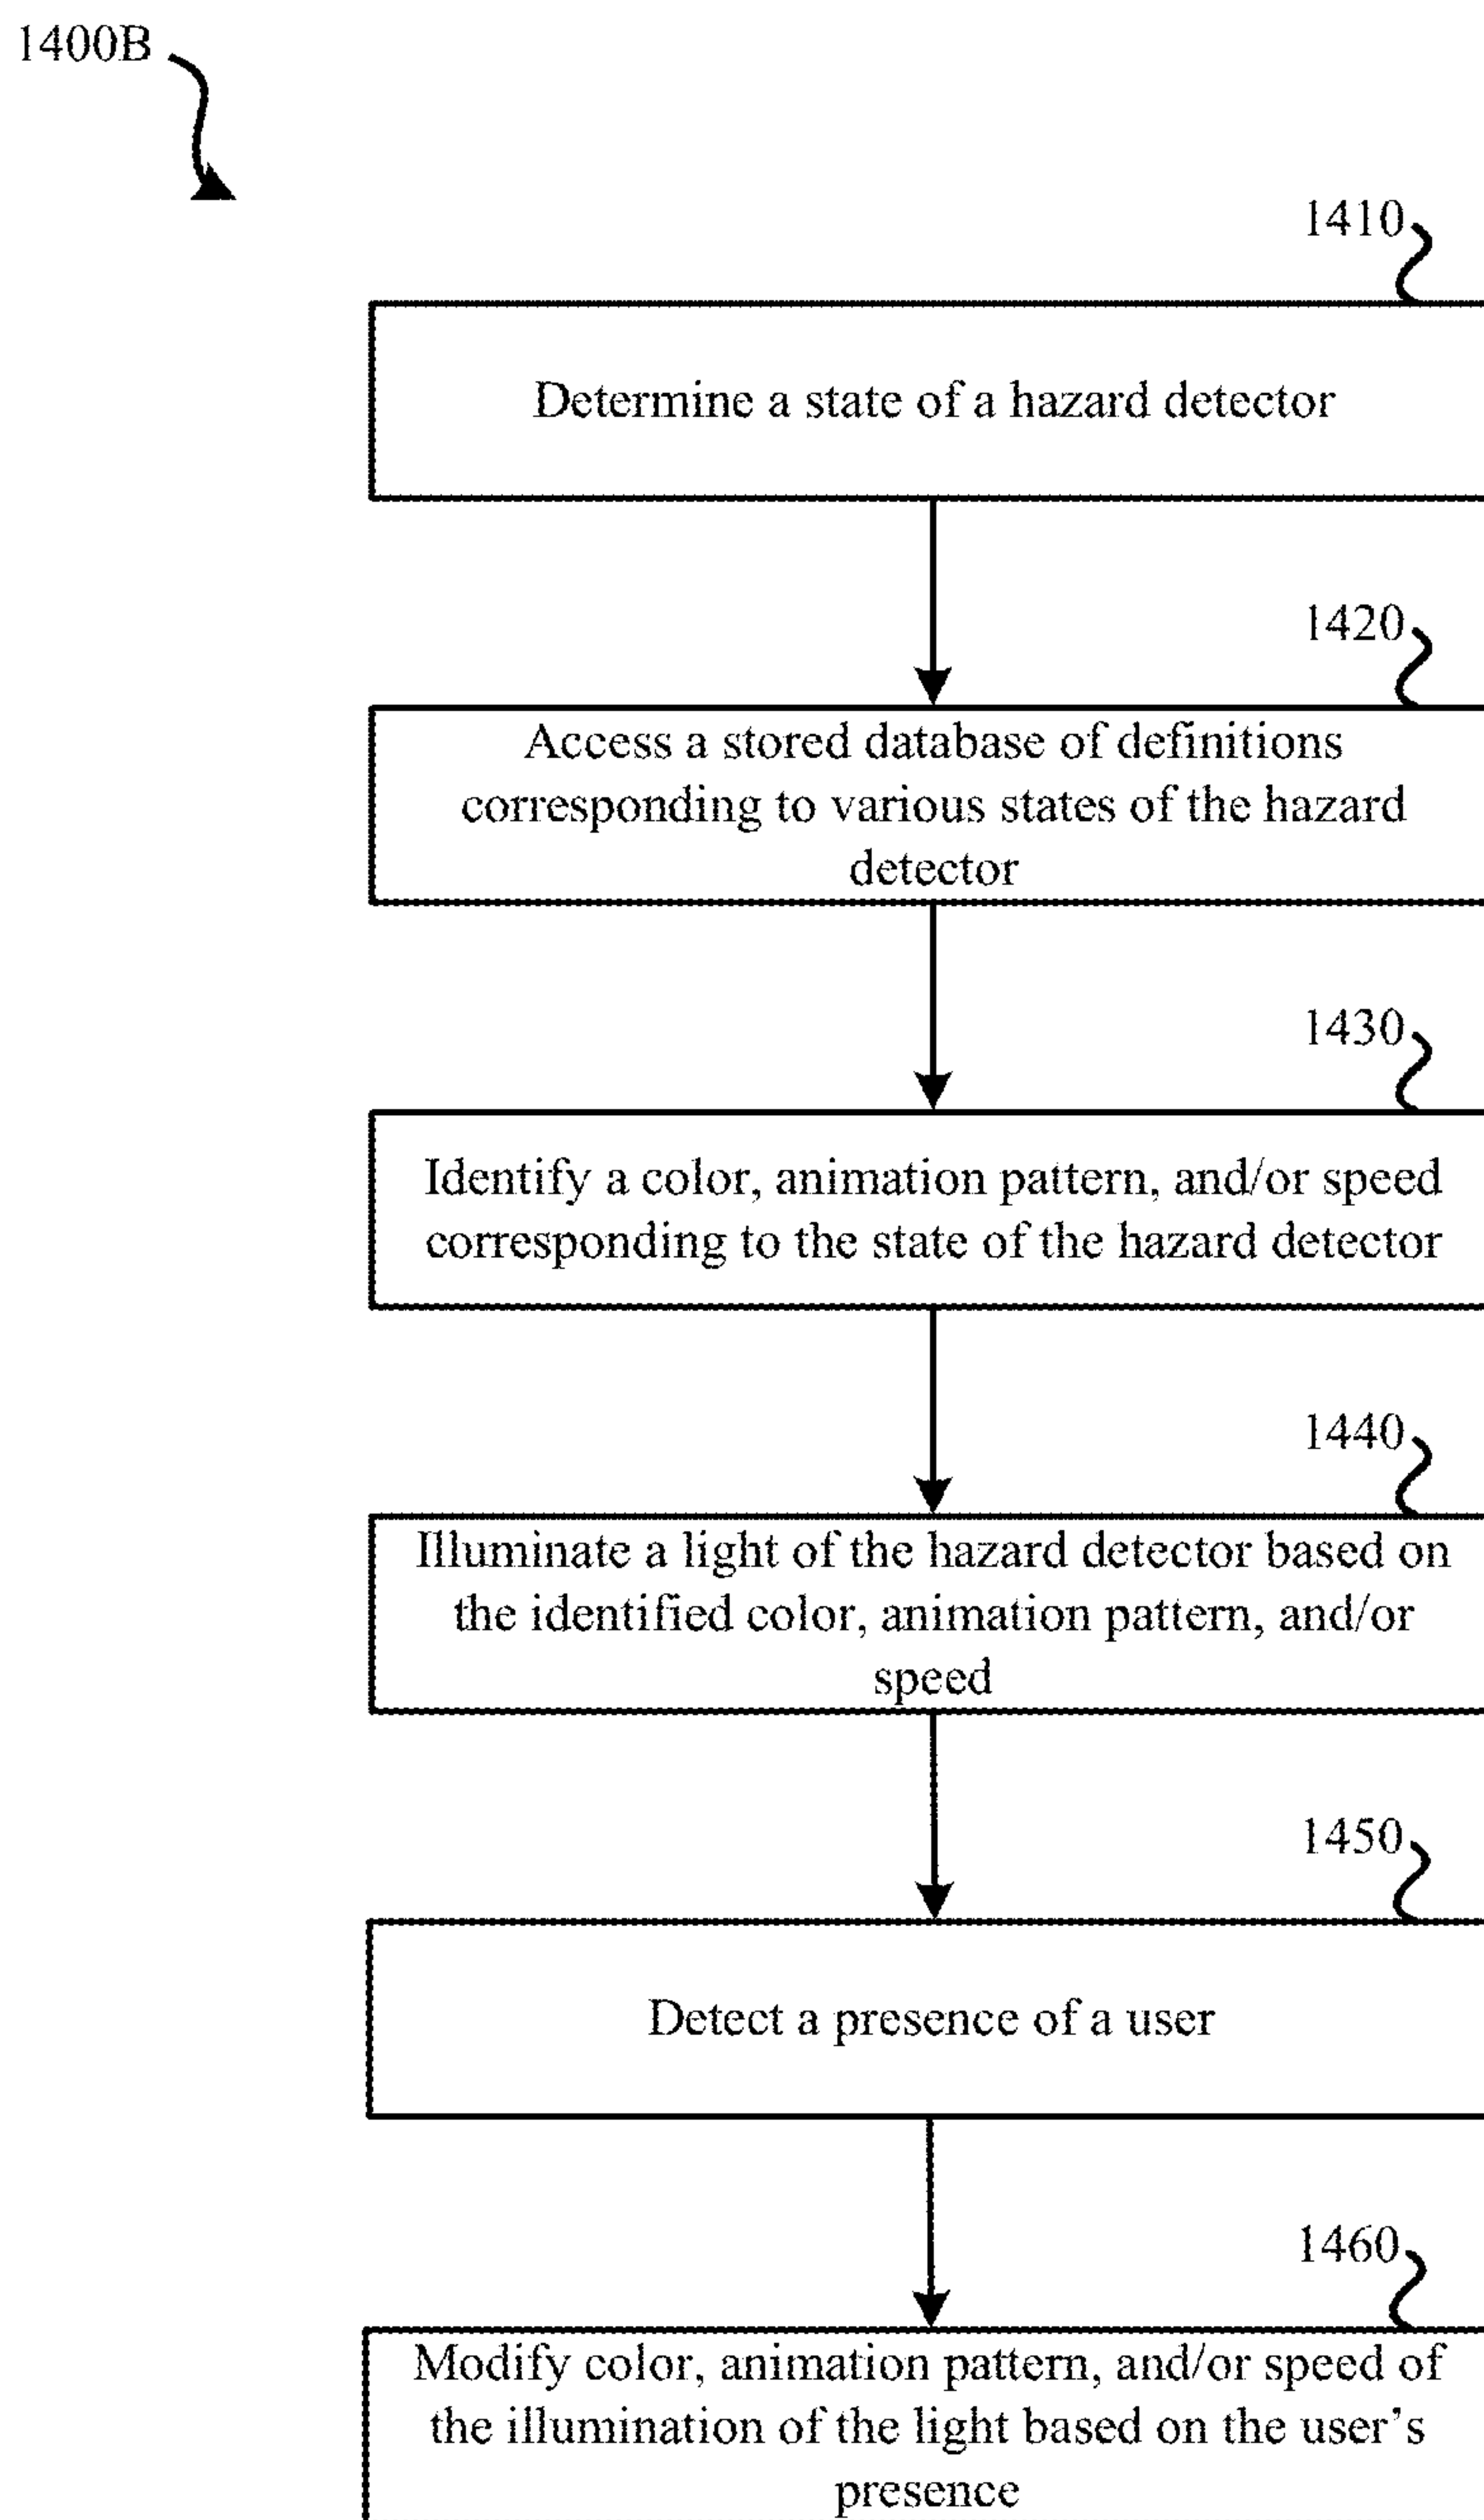 1400B
1410
Determine a state of a hazard detector
1420
Access a stored database of definitions
corresponding to various states of the hazard
detector
1430
Identify a color, animation pattern, and/or speed
corresponding to the state of the hazard detector
1440
Illuminate a light of the hazard detector based on
the identified color, animation pattern, and/or
speed
1450
Detect a presence of a user
1460
Modify color, animation pattern, and/or speed of
the illumination of the light based on the user's
presence